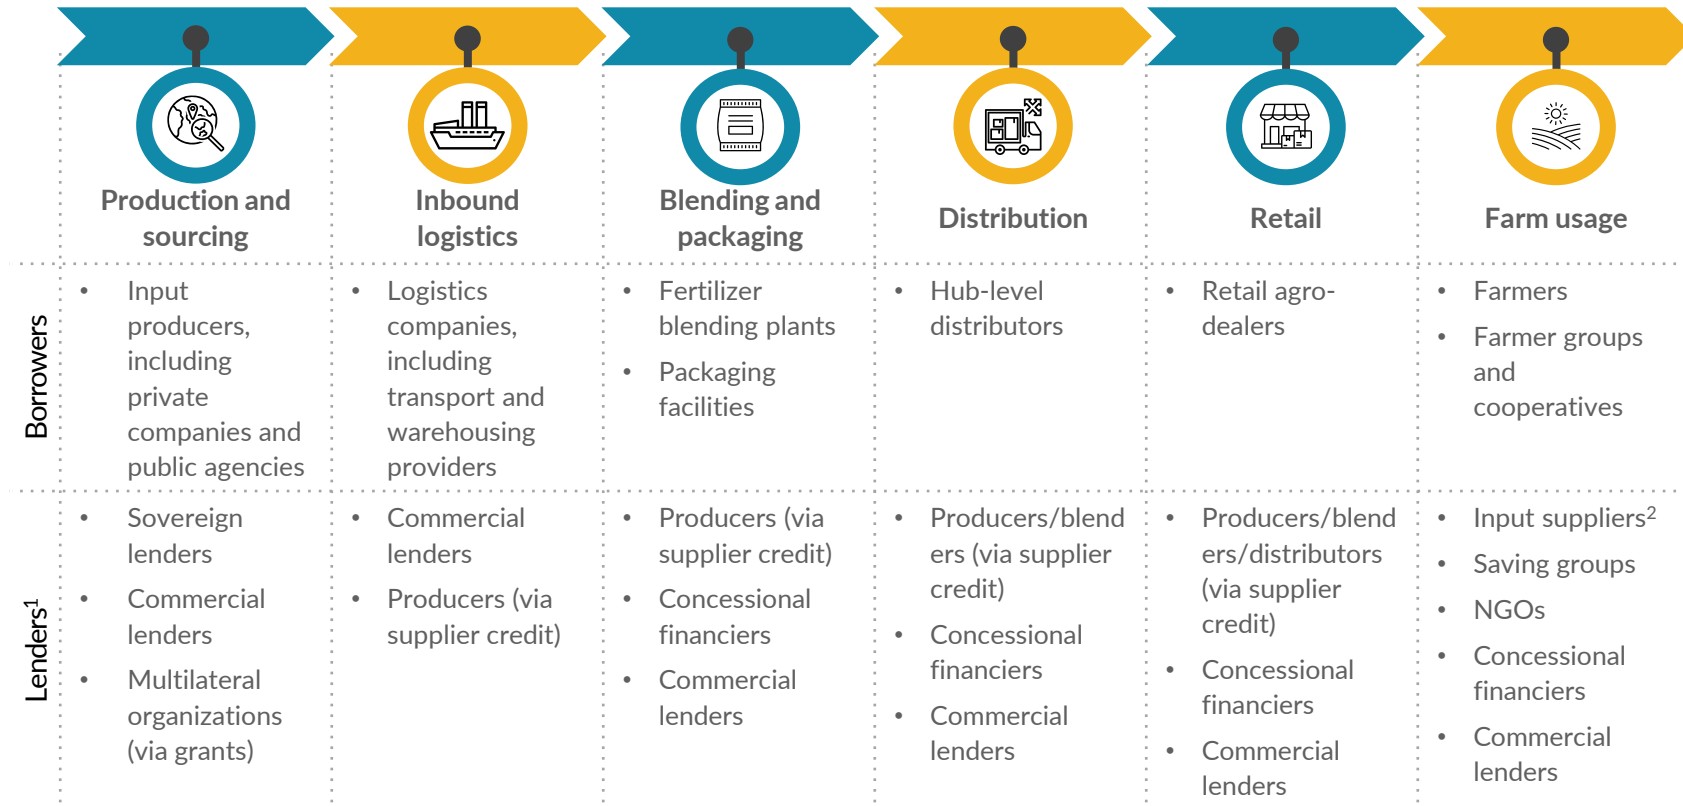 Production and
sourcing
Inbound
logistics
Blending and
packaging
Distribution
Retail
Farm usage
Borrowers
• Input
producers,
including
private
companies and
public agencies
• Logistics
companies,
including
transport and
warehousing
providers
• Fertilizer
blending plants
• Packaging
facilities
• Hub-level
distributors
• Retail agro-
dealers
• Farmers
• Farmer groups
and
cooperatives
Lenders¹
• Sovereign
lenders
• Commercial
lenders
• Multilateral
organizations
(via grants)
• Commercial
lenders
• Producers (via
supplier credit)
• Producers (via
supplier credit)
• Concessional
financiers
• Commercial
lenders
• Producers/blend
ers (via supplier
credit)
• Concessional
financiers
• Commercial
lenders
• Producers/blend
ers/distributors
(via supplier
credit)
• Concessional
financiers
• Commercial
lenders
• Input suppliers²
• Saving groups
• NGOs
• Concessional
financiers
• Commercial
lenders